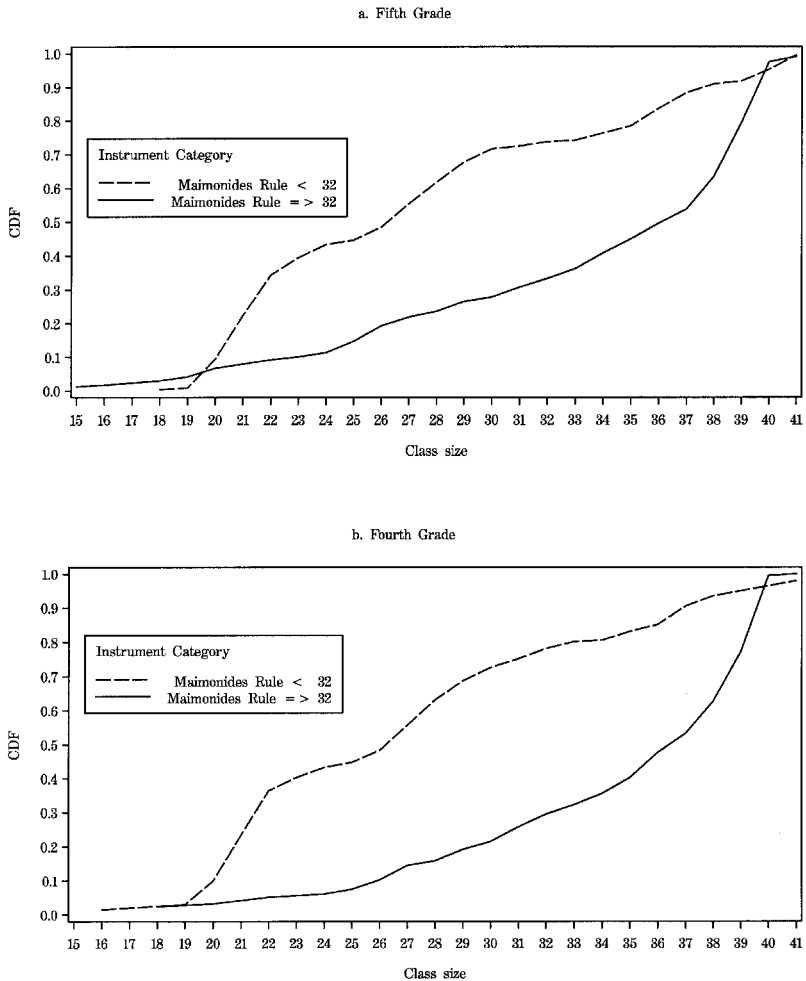 a. Fifth Grade
1.0
0.9
0.8
0.7
0.6
0.5
0.4
0.3
0.2
0.1
0.0
CDF
Instrument Category
Maimonides Rule < 32
Maimonides Rule = > 32
15 16 17 18 19 20 21 22 23 24 25 26 27 28 29 30 31 32 33 34 35 36 37 38 39 40 41
Class size
b. Fourth Grade
1.0
0.9
0.8
0.7
0.6
0.5
0.4
0.3
0.2
0.1
0.0
CDF
Instrument Category
Maimonides Rule < 32
Maimonides Rule = > 32
15 16 17 18 19 20 21 22 23 24 25 26 27 28 29 30 31 32 33 34 35 36 37 38 39 40 41
Class size